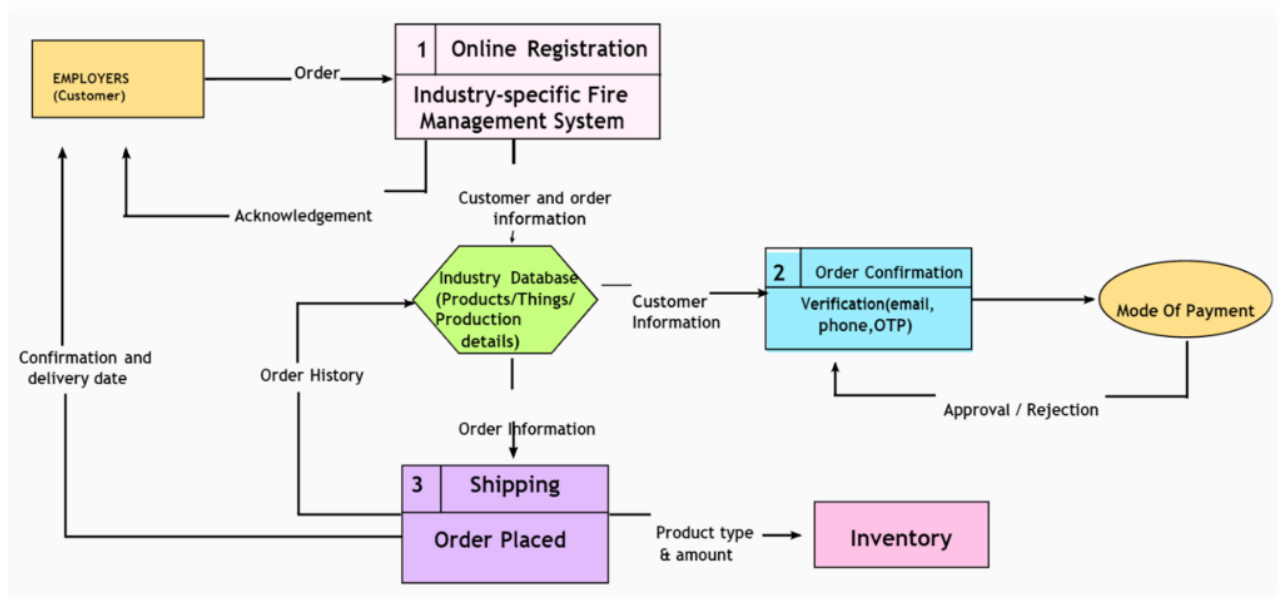 1 Online Registration
EMPLOYERS
(Customer)
Order
Industry-specific Fire
Management System
Acknowledgement
Customer and order
information
Industry Database
(Products/Things/
Production
details)
Customer
Information
2 Order Confirmation
Verification(email,
phone,OTP)
Mode Of Payment
Approval / Rejection
Confirmation and
delivery date
Order History
Order Information
3 Shipping
Order Placed
Product type
& amount
Inventory